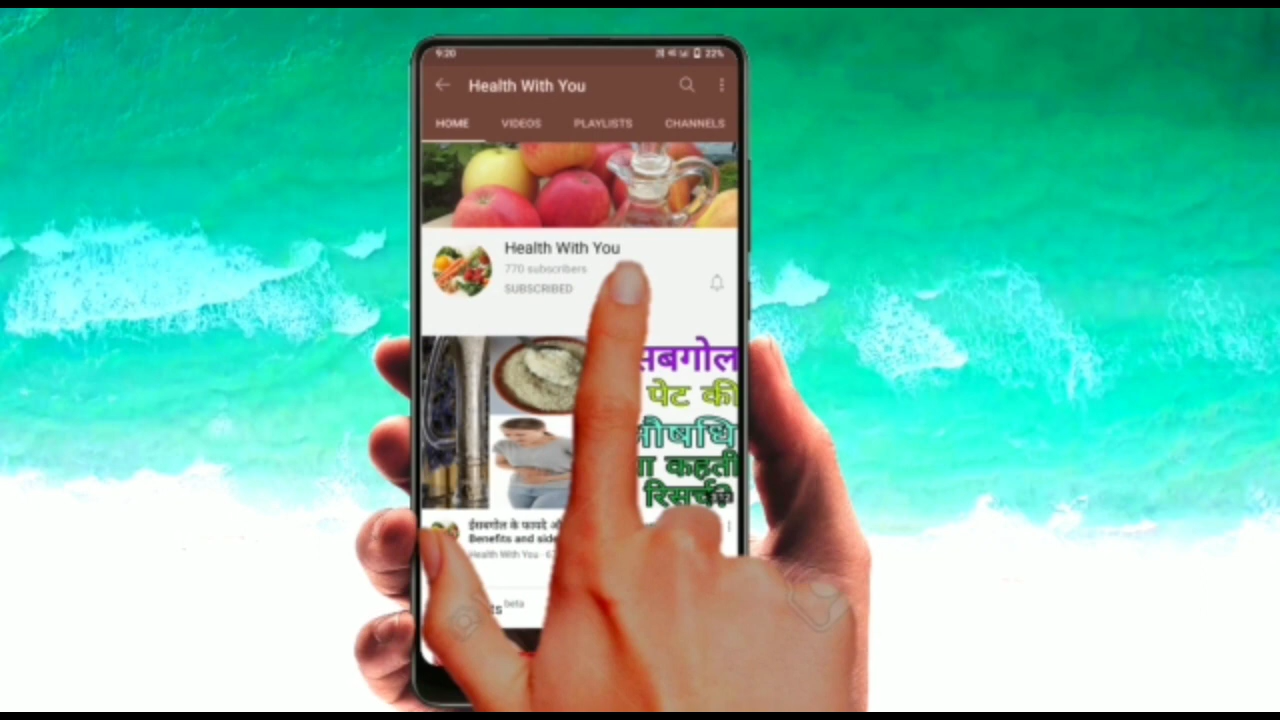 9:20
22%
Health With You
HOME VIDEOS PLAYLISTS CHANNELS
Health With You
770 subscribers
SUBSCRIBED
सबगोल
पेट की
औषधि
कहती
रिसर्च?
ईसबगोल के फायदे
Benefits and side
Health With You
beta